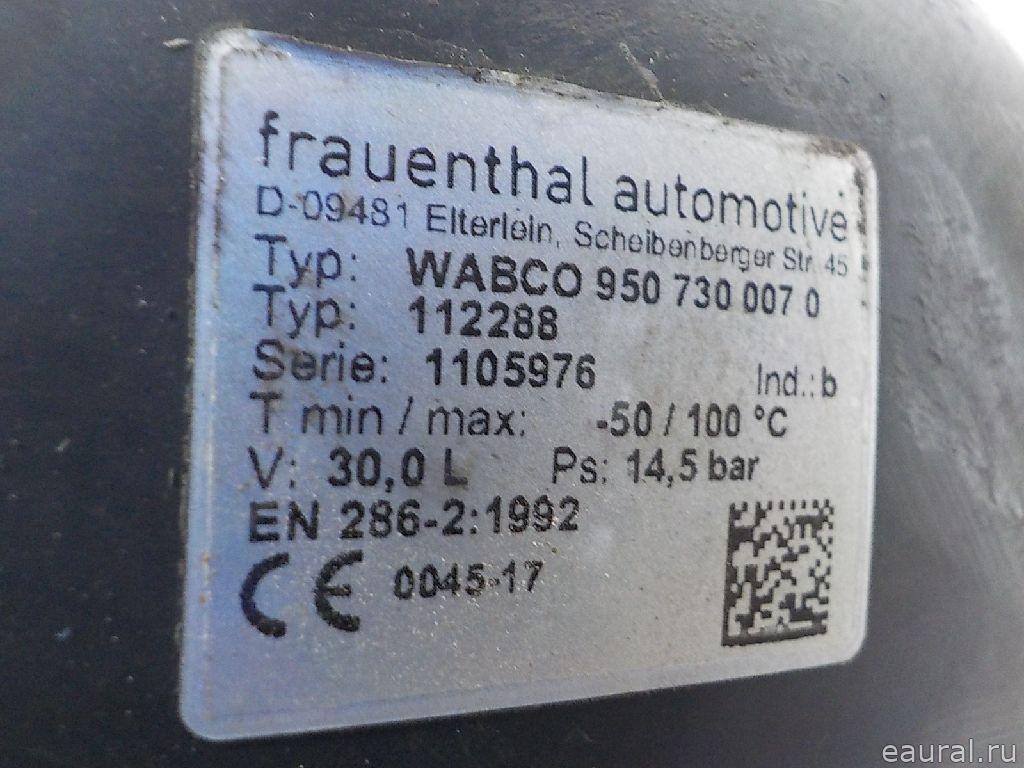 frauenthal automotive
D-09481 Elterlein, Scheibenberger Str. 45
Typ: WABCO 950 730 007 0
Typ: 112288
Serie: 1105976 Ind.: b
T min / max: -50 / 100 °C
V: 30,0 L Ps: 14,5 bar
EN 286-2:1992
CE 0045-17
eaural.ru